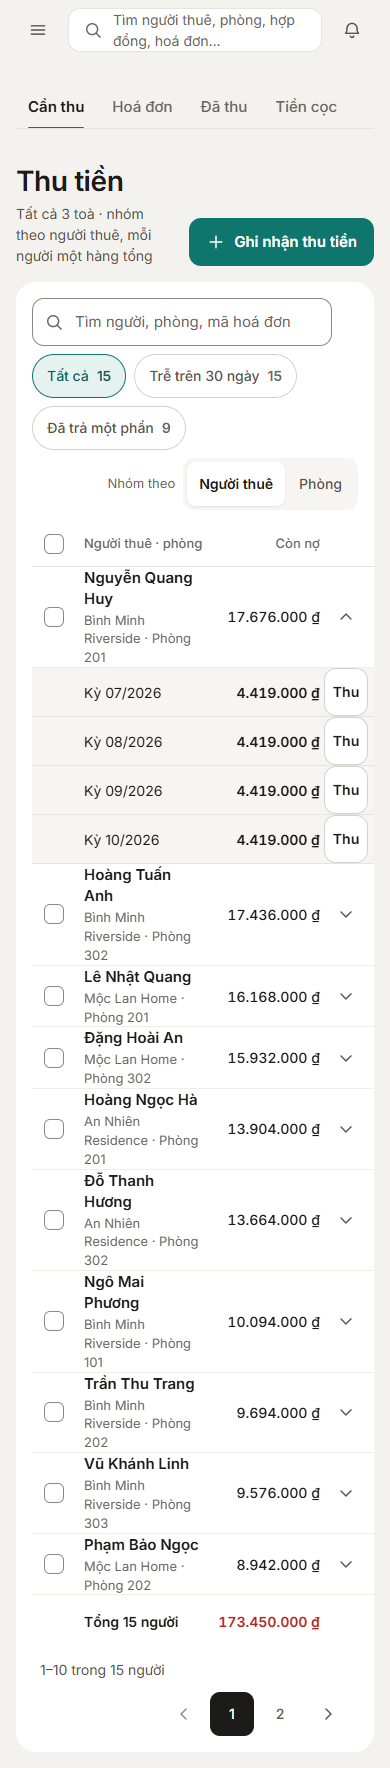 Tìm người thuê, phòng, hợp
đồng, hoá đơn...
Cần thu Hoá đơn Đã thu Tiền cọc
Thu tiền
Tất cả 3 toà · nhóm
theo người thuê, mỗi
người một hàng tổng
Ghi nhận thu tiền
Tìm người, phòng, mã hoá đơn
Tất cả 15 Trễ trên 30 ngày 15
Đã trả một phần 9
Nhóm theo Người thuê Phòng
Người thuê · phòng Còn nợ
Nguyễn Quang
Huy
Bình Minh
Riverside · Phòng
201
17.676.000 ₫
Kỳ 07/2026 4.419.000 ₫ Thu
Kỳ 08/2026 4.419.000 ₫ Thu
Kỳ 09/2026 4.419.000 ₫ Thu
Kỳ 10/2026 4.419.000 ₫ Thu
Hoàng Tuấn
Anh
Bình Minh
Riverside · Phòng
302
17.436.000 ₫
Lê Nhật Quang
Mộc Lan Home ·
Phòng 201
16.168.000 ₫
Đặng Hoài An
Mộc Lan Home ·
Phòng 302
15.932.000 ₫
Hoàng Ngọc Hà
An Nhiên
Residence · Phòng
201
13.904.000 ₫
Đỗ Thanh
Hương
An Nhiên
Residence · Phòng
302
13.664.000 ₫
Ngô Mai
Phương
Bình Minh
Riverside · Phòng
101
10.094.000 ₫
Trần Thu Trang
Bình Minh
Riverside · Phòng
202
9.694.000 ₫
Vũ Khánh Linh
Bình Minh
Riverside · Phòng
303
9.576.000 ₫
Phạm Bảo Ngọc
Mộc Lan Home ·
Phòng 202
8.942.000 ₫
Tổng 15 người 173.450.000 ₫
1–10 trong 15 người
1 2